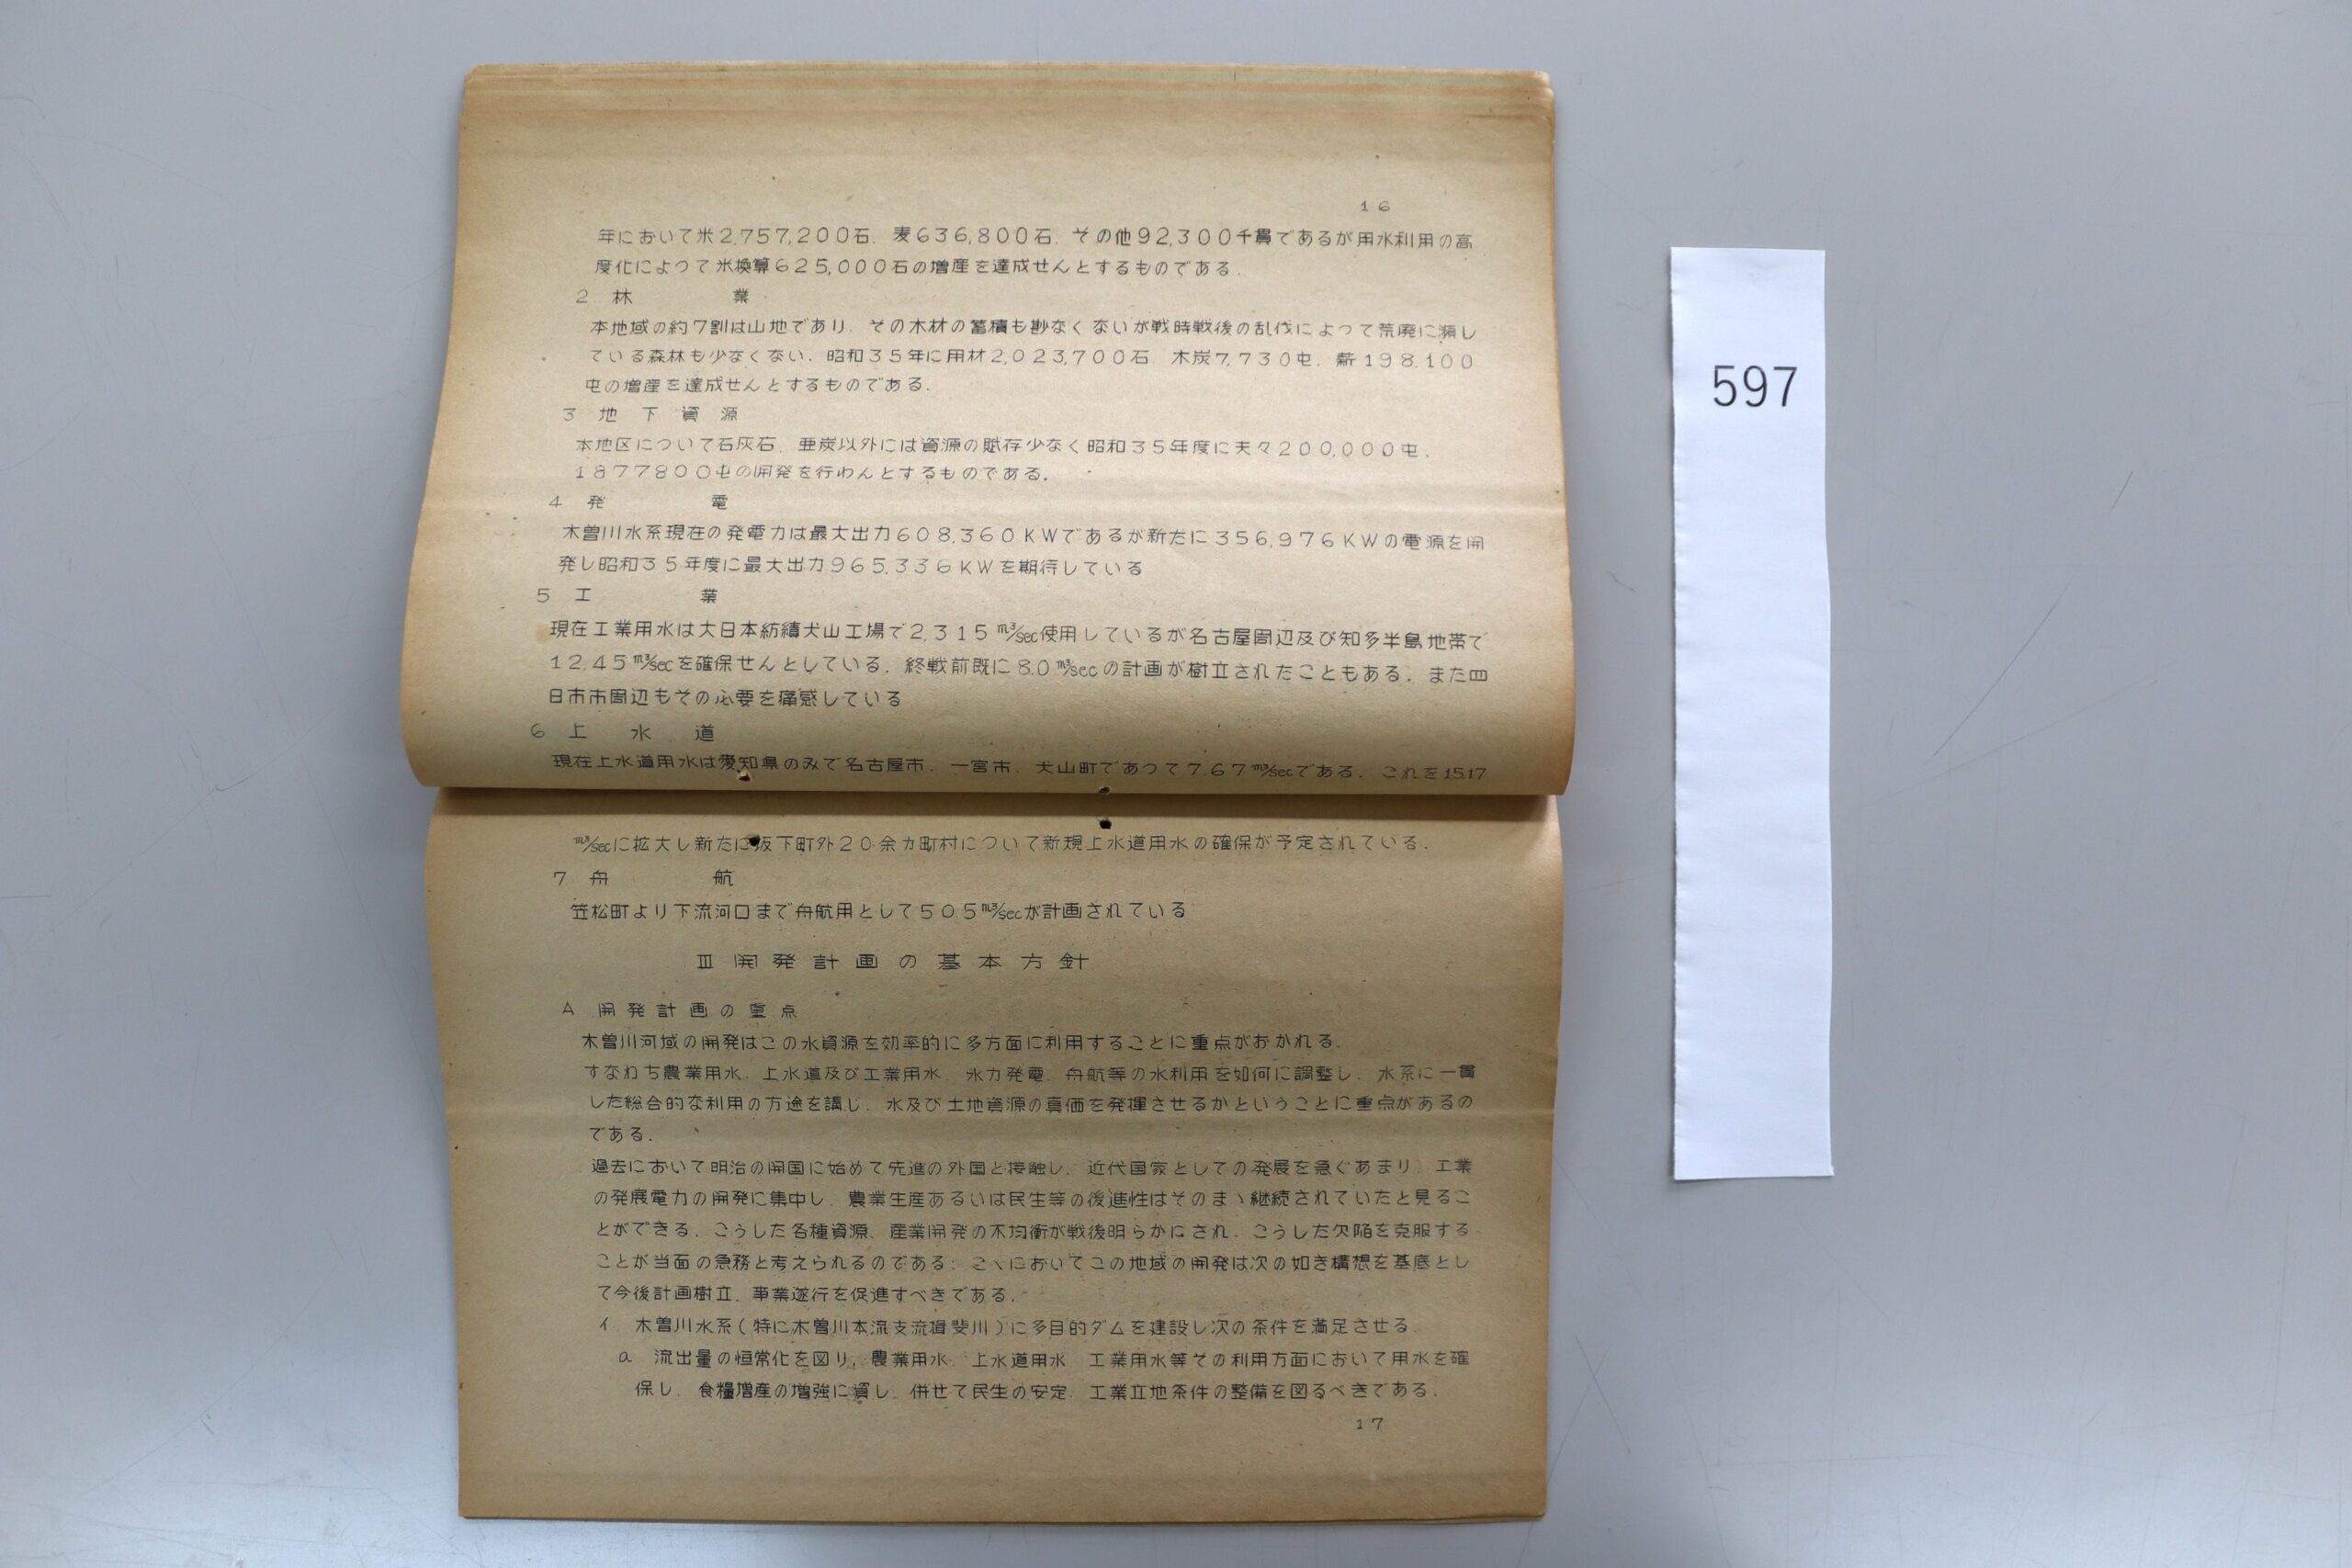 16
年において米2,757,200石、麦636,800石、その他92,300千貫であるが用水利用の高
度化によつて米換算625,000石の増産を達成せんとするものである.
2 林 業
本地域の約7割は山地であり、その木材の蓄積も尠なくないが戦時戦後の乱伐によつて荒廃に瀕し
ている森林も少なくない、昭和35年に用材2,023,700石、木炭7,730屯、薪198,100
屯の増産を達成せんとするものである.
3 地下資源
本地区について石灰石、亜炭以外には資源の賦存少なく昭和35年度に夫々200,000屯、
1877800屯の開発を行わんとするものである.
4 発 電
木曽川水系現在の発電力は最大出力608,360KWであるが新たに356,976KWの電源を開
発し昭和35年度に最大出力965,336KWを期待している
5 工 業
現在工業用水は大日本紡績犬山工場で2,315㎥/sec使用しているが名古屋周辺及び知多半島地帯で
12.45㎥/secを確保せんとしている.終戦前既に8.0㎥/secの計画が樹立されたこともある.また四
日市市周辺もその必要を痛感している
6 上水道
現在上水道用水は愛知県のみで名古屋市、一宮市、犬山町であつて7.67㎥/secである.これを15.17
㎥/secに拡大し新たに坂下町外20余カ町村について新規上水道用水の確保が予定されている.
7 舟 航
笠松町より下流河口まで舟航用として505㎥/secが計画されている
Ⅲ 開発計画の基本方針
A 開発計画の重点
木曽川河域の開発はこの水資源を効率的に多方面に利用することに重点がおかれる.
すなわち農業用水、上水道及び工業用水、水力発電、舟航等の水利用を如何に調整し、水系に一貫
した総合的な利用の方途を講じ、水及び土地資源の真価を発揮させるかということに重点があるの
である.
過去において明治の開国に始めて先進の外国と接触し、近代国家としての発展を急ぐあまり、工業
の発展電力の開発に集中し、農業生産あるいは民生等の後進性はそのまゝ継続されていたと見るこ
とができる、こうした各種資源、産業開発の不均衡が戦後明らかにされ、こうした欠陥を克服する
ことが当面の急務と考えられるのである.こゝにおいてこの地域の開発は次の如き構想を基底とし
て今後計画樹立、事業遂行を促進すべきである.
イ 木曽川水系(特に木曽川本流支流揖斐川)に多目的ダムを建設し次の条件を満足させる
a 流出量の恒常化を図り、農業用水、上水道用水、工業用水等その利用方面において用水を確
保し、食糧増産の増強に資し、併せて民生の安定、工業立地条件の整備を図るべきである.
17
597